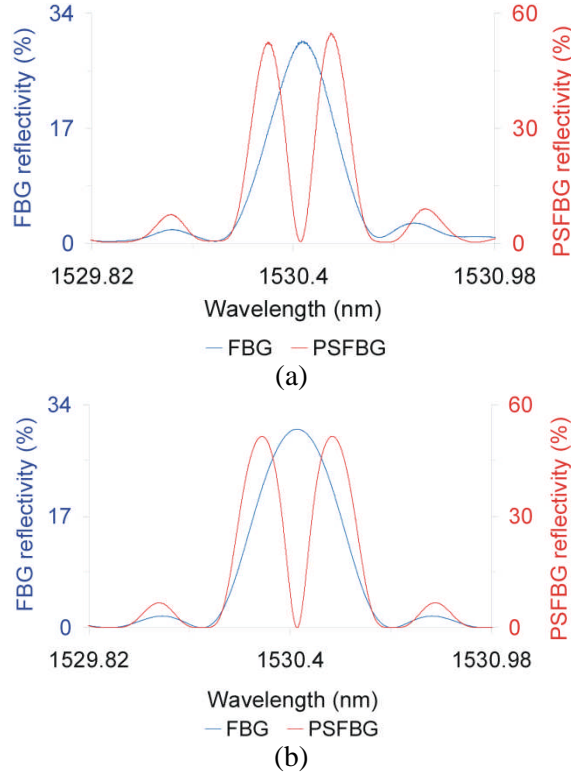 34
17
0
FBG reflectivity (%)
60
30
0
PSFBG reflectivity (%)
1529.82 1530.4 1530.98
Wavelength (nm)
FBG PSFBG
(a)
34
17
0
FBG reflectivity (%)
60
30
0
PSFBG reflectivity (%)
1529.82 1530.4 1530.98
Wavelength (nm)
FBG PSFBG
(b)